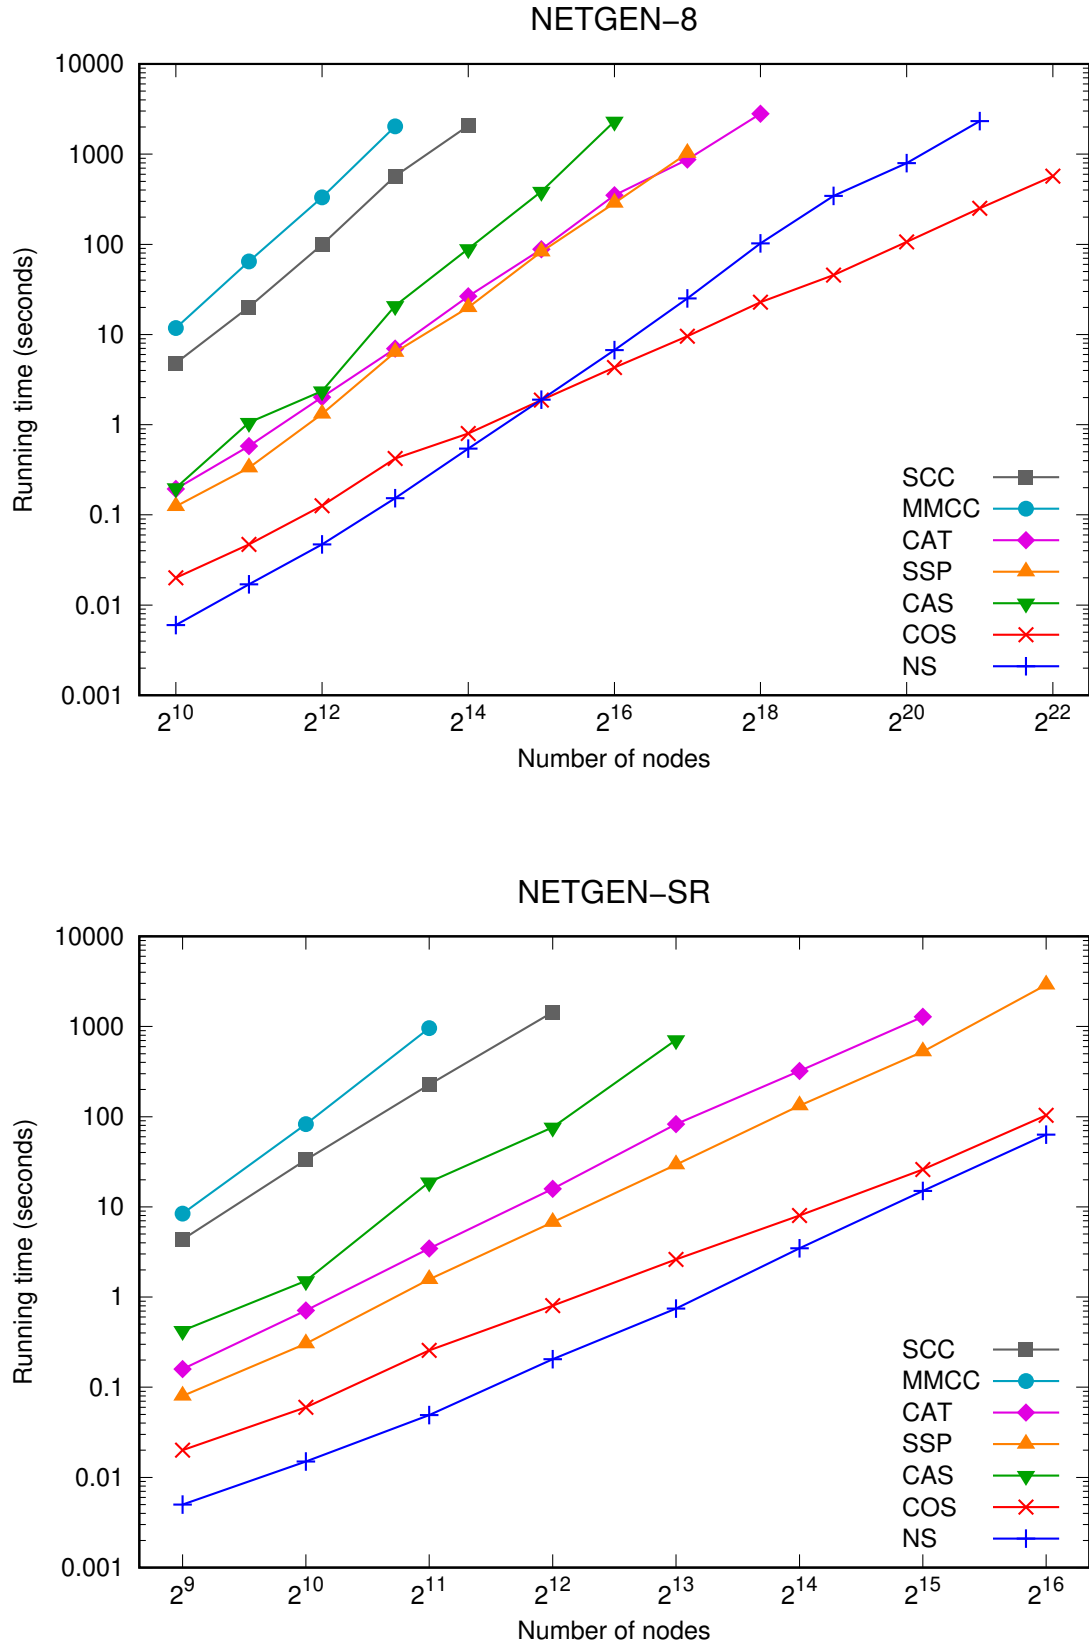 NETGEN−8
10000
1000
100
10
1
0.1
0.01
0.001
Running time (seconds)
SCC
MMCC
CAT
SSP
CAS
COS
NS
2^10 2^12 2^14 2^16 2^18 2^20 2^22
Number of nodes
NETGEN−SR
10000
1000
100
10
1
0.1
0.01
0.001
Running time (seconds)
SCC
MMCC
CAT
SSP
CAS
COS
NS
2^9 2^10 2^11 2^12 2^13 2^14 2^15 2^16
Number of nodes